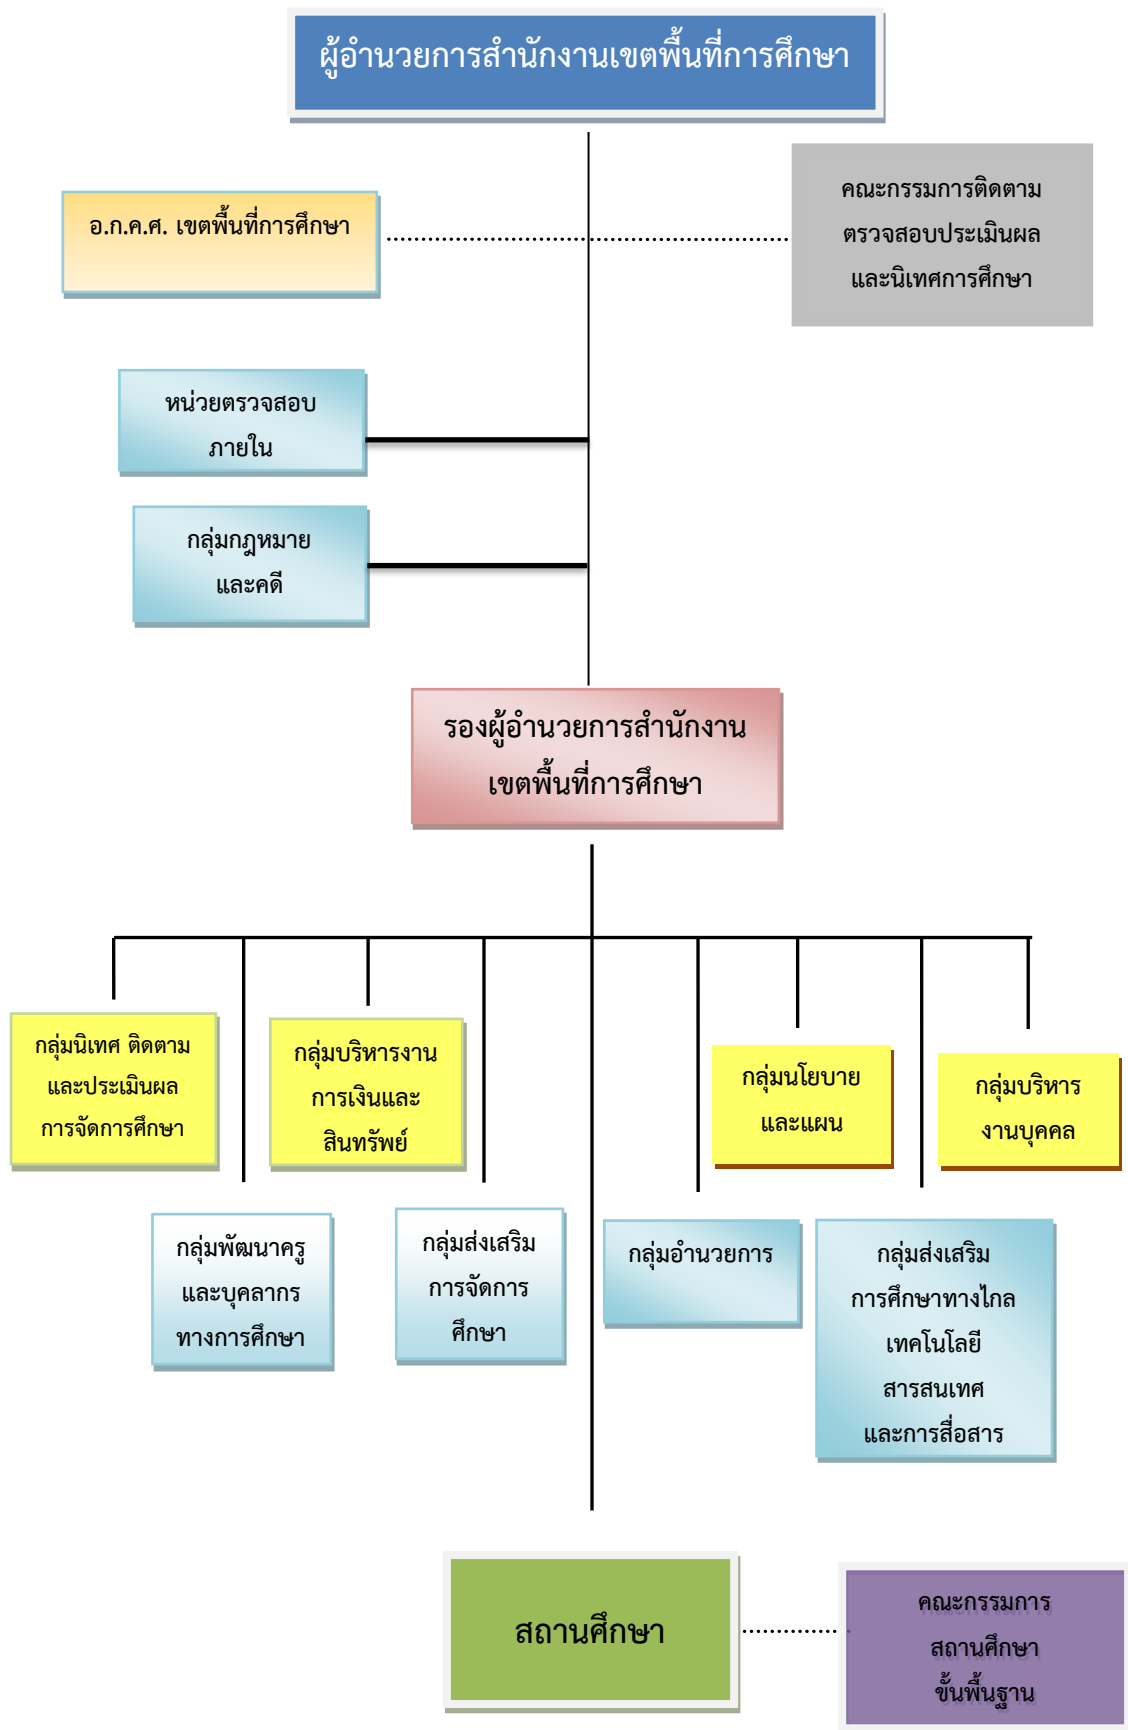 ผู้อำนวยการสำนักงานเขตพื้นที่การศึกษา
อ.ก.ค.ศ. เขตพื้นที่การศึกษา
คณะกรรมการติดตาม
ตรวจสอบประเมินผล
และนิเทศการศึกษา
หน่วยตรวจสอบ
ภายใน
กลุ่มกฎหมาย
และคดี
รองผู้อำนวยการสำนักงาน
เขตพื้นที่การศึกษา
กลุ่มนิเทศ ติดตาม
และประเมินผล
การจัดการศึกษา
กลุ่มบริหารงาน
การเงินและ
สินทรัพย์
กลุ่มนโยบาย
และแผน
กลุ่มบริหาร
งานบุคคล
กลุ่มพัฒนาครู
และบุคลากร
ทางการศึกษา
กลุ่มส่งเสริม
การจัดการ
ศึกษา
กลุ่มอำนวยการ
กลุ่มส่งเสริม
การศึกษาทางไกล
เทคโนโลยี
สารสนเทศ
และการสื่อสาร
สถานศึกษา
คณะกรรมการ
สถานศึกษา
ขั้นพื้นฐาน